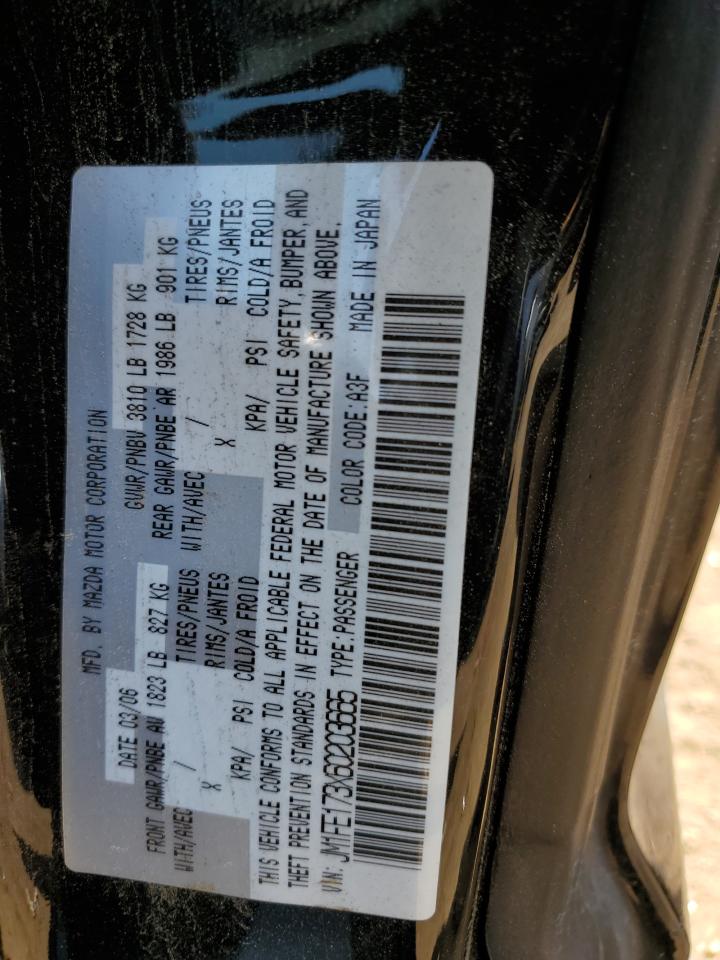 MFD. BY MAZDA MOTOR CORPORATION
DATE 03/06 GVWR/PNBV 3810 LB 1728 KG
FRONT GAWR/PNBE AV 1823 LB 827 KG REAR GAWR/PNBE AR 1986 LB 901 KG
WITH/AVEC / TIRES/PNEUS WITH/AVEC / TIRES/PNEUS
X RIMS/JANTES X RIMS/JANTES
KPA/ PSI COLD/A FROID KPA/ PSI COLD/A FROID
THIS VEHICLE CONFORMS TO ALL APPLICABLE FEDERAL MOTOR VEHICLE SAFETY, BUMPER, AND
THEFT PREVENTION STANDARDS IN EFFECT ON THE DATE OF MANUFACTURE SHOWN ABOVE.
VIN: JM1FE173X60203665 TYPE:PASSENGER COLOR CODE:A3F MADE IN JAPAN